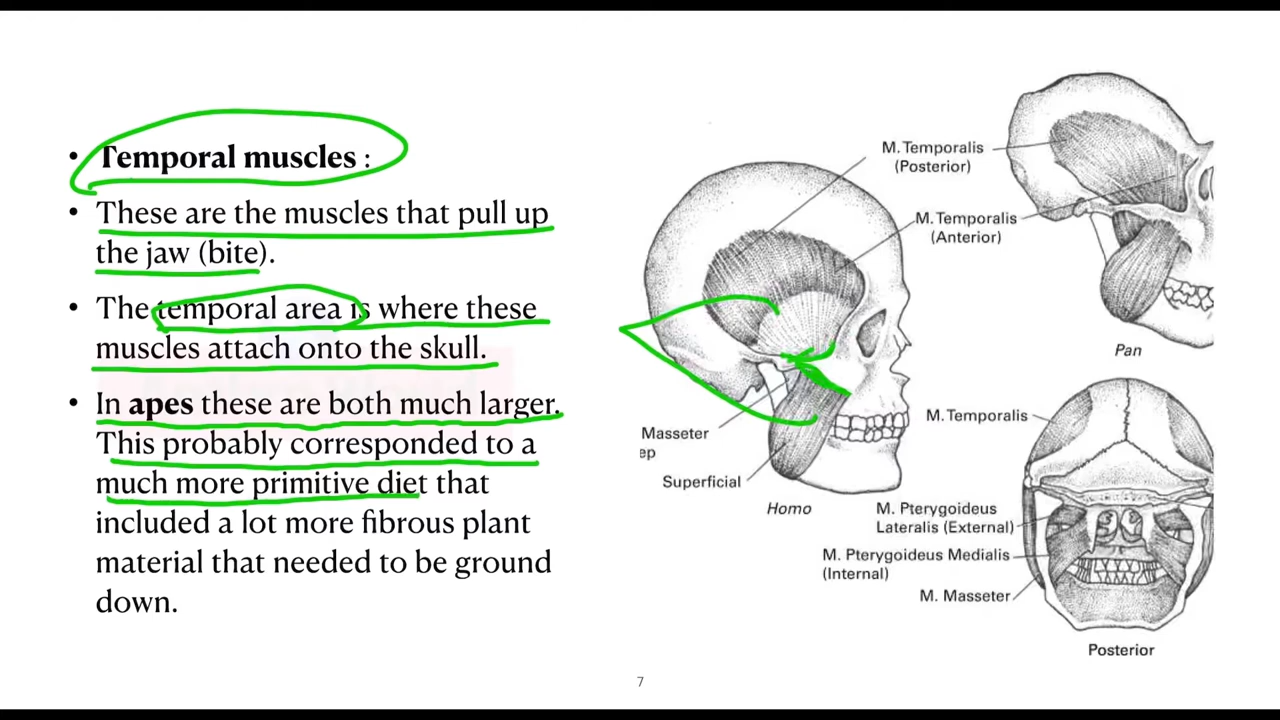 • Temporal muscles :
• These are the muscles that pull up
the jaw (bite).
• The temporal area is where these
muscles attach onto the skull.
• In apes these are both much larger.
This probably corresponded to a
much more primitive diet that
included a lot more fibrous plant
material that needed to be ground
down.
M. Temporalis
(Posterior)
M. Temporalis
(Anterior)
Pan
Masseter
ep
Superficial
Homo
M. Temporalis
M. Pterygoideus
Lateralis (External)
M. Pterygoideus Medialis
(Internal)
M. Masseter
Posterior
7